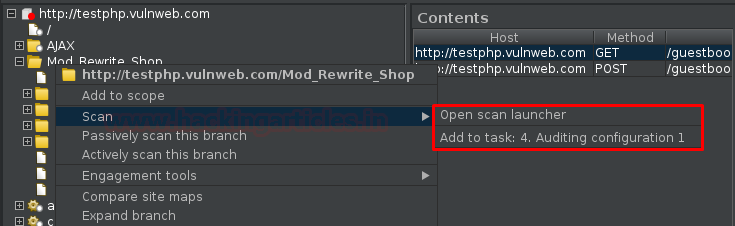 http://testphp.vulnweb.com
/
AJAX
Mod_Rewrite_Shop
http://testphp.vulnweb.com/Mod_Rewrite_Shop
Add to scope
Scan
Passively scan this branch
Actively scan this branch
Engagement tools
Compare site maps
Expand branch
a
c
Open scan launcher
Add to task: 4. Auditing configuration 1
Contents
Host Method URL
http://testphp.vulnweb.com GET /guestboo
http://testphp.vulnweb.com POST /guestboo
www.hackingarticles.in